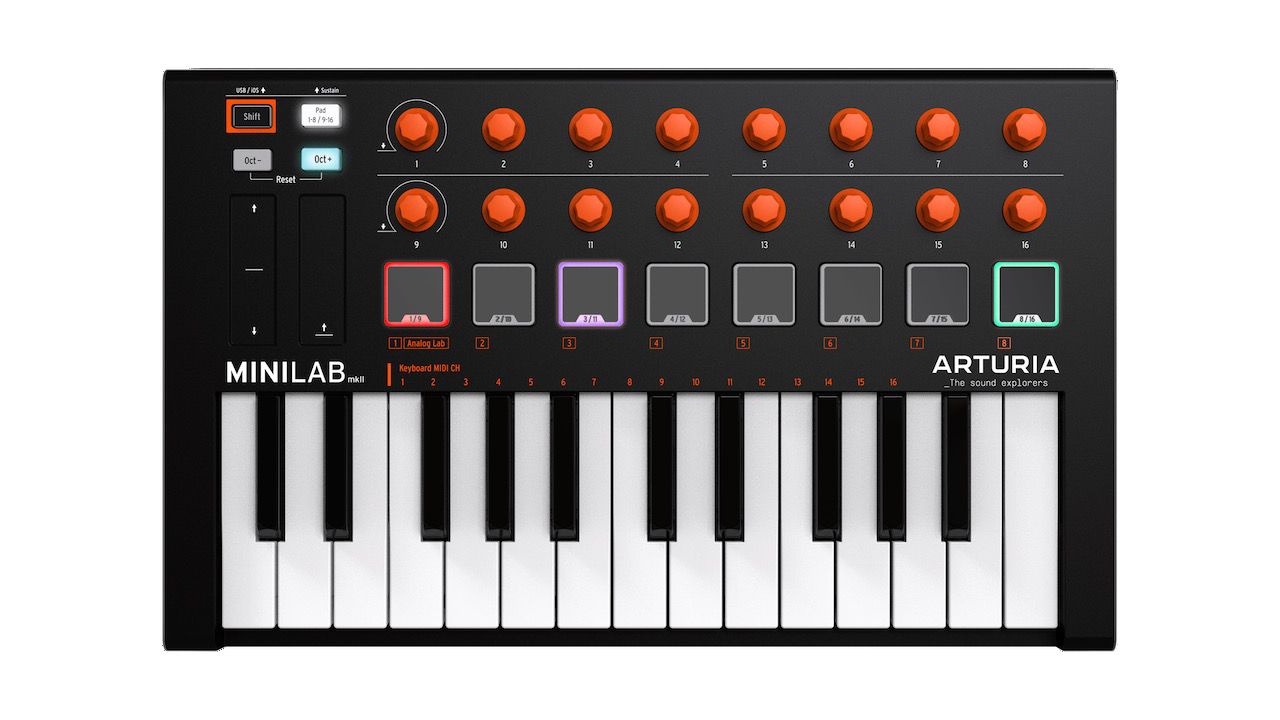 USB / iOS
Sustain
Shift
Pad
1-8 / 9-16
Oct -
Oct +
Reset
1 2 3 4 5 6 7 8
9 10 11 12 13 14 15 16
1 / 9 2 / 10 3 / 11 4 / 12 5 / 13 6 / 14 7 / 15 8 / 16
1 Analog Lab 2 3 4 5 6 7 8
MINILAB mkII
Keyboard MIDI CH
1 2 3 4 5 6 7 8 9 10 11 12 13 14 15 16
ARTURIA
_The sound explorers